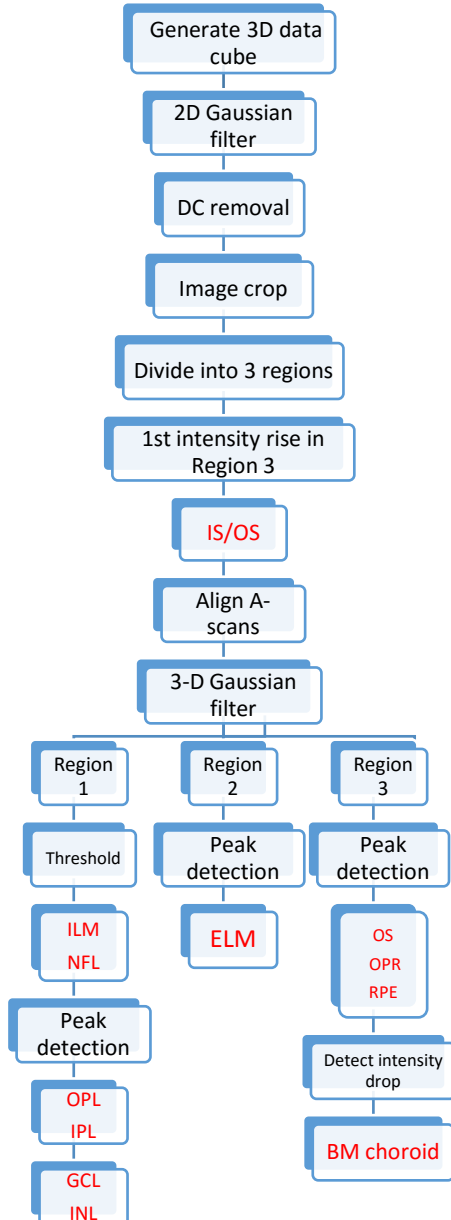 Generate 3D data
cube
2D Gaussian
filter
DC removal
Image crop
Divide into 3 regions
1st intensity rise in
Region 3
IS/OS
Align A-
scans
3-D Gaussian
filter
Region
1
Threshold
ILM
NFL
Peak
detection
OPL
IPL
GCL
INL
Region
2
Peak
detection
ELM
Region
3
Peak
detection
OS
OPR
RPE
Detect intensity
drop
BM choroid